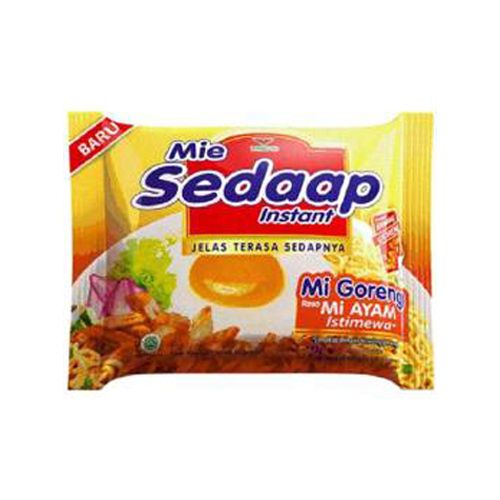 BARU
Mie
Sedaap
Instant
JELAS TERASA SEDAPNYA
Mi Goreng
Rasa Mi AYAM
Istimewa